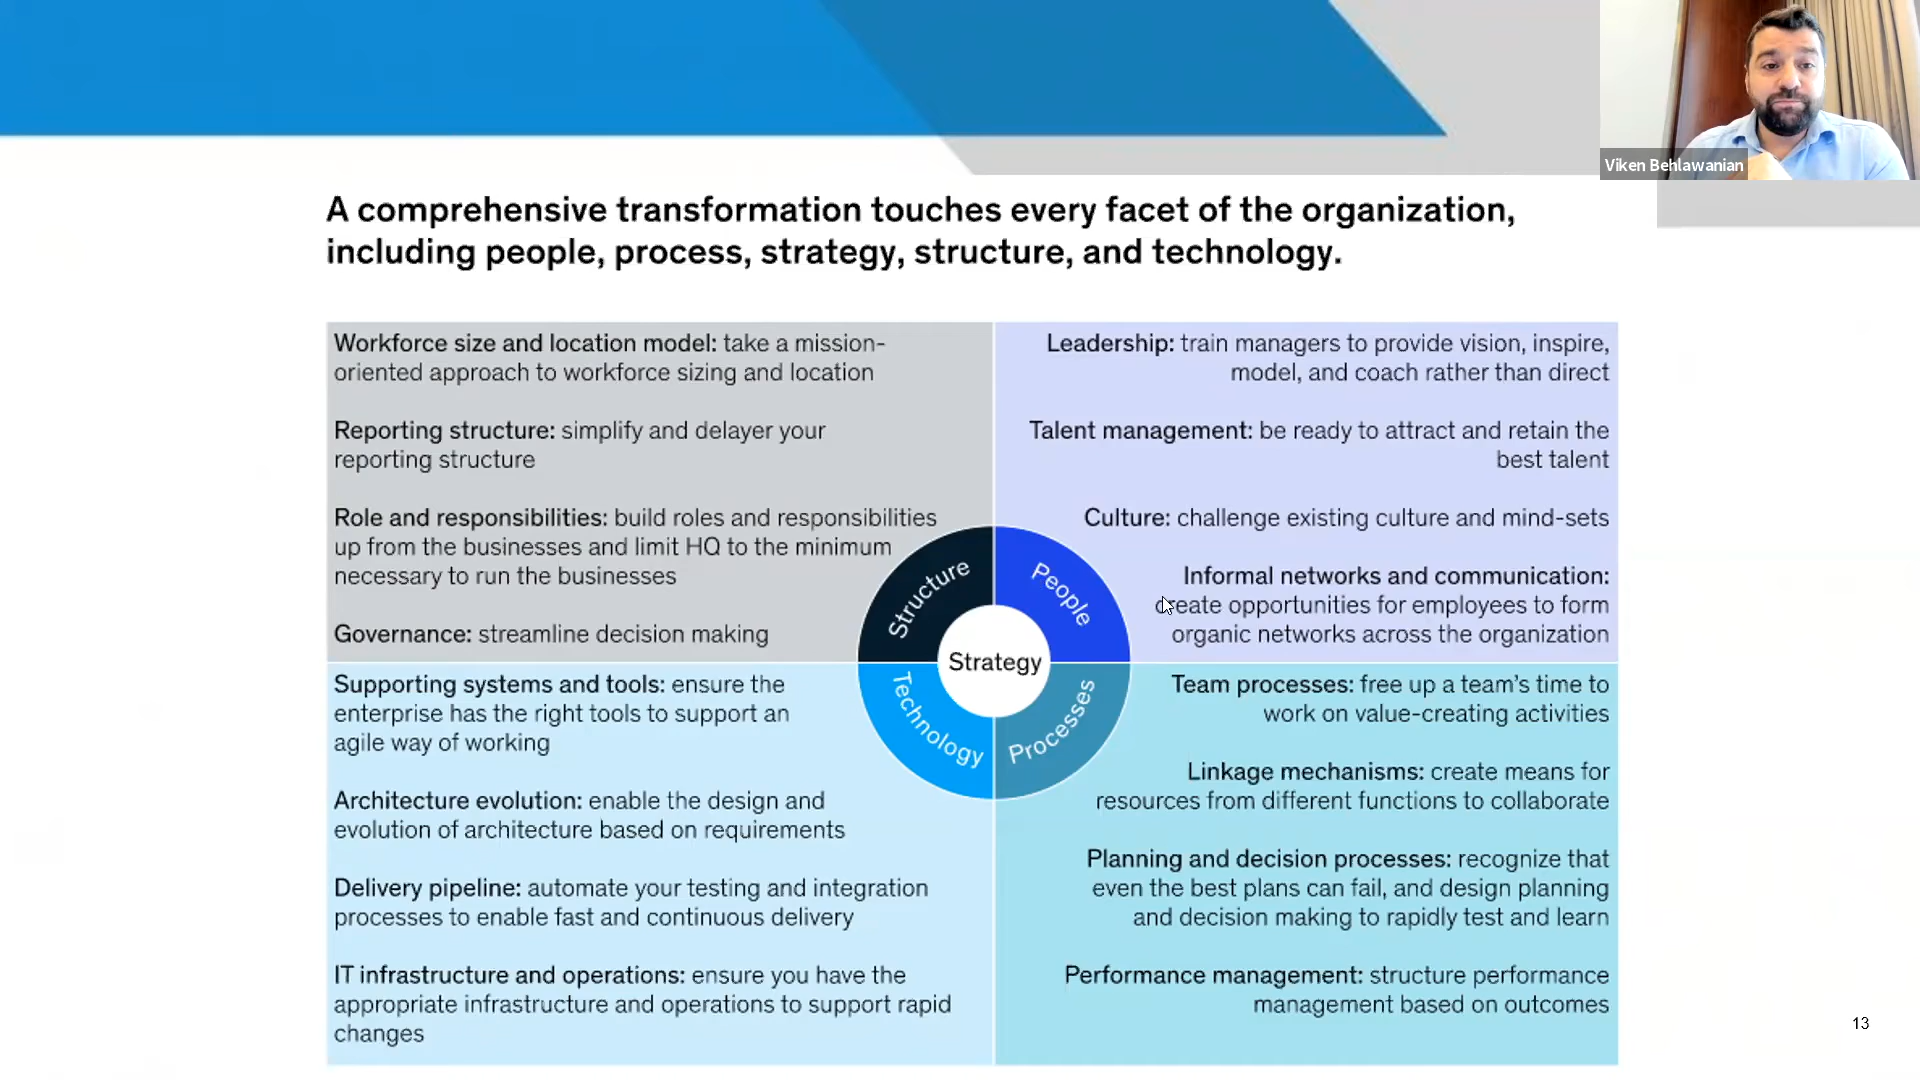 Viken Behlawanian
A comprehensive transformation touches every facet of the organization,
including people, process, strategy, structure, and technology.
Workforce size and location model: take a mission-
oriented approach to workforce sizing and location
Reporting structure: simplify and delayer your
reporting structure
Role and responsibilities: build roles and responsibilities
up from the businesses and limit HQ to the minimum
necessary to run the businesses
Governance: streamline decision making
Leadership: train managers to provide vision, inspire,
model, and coach rather than direct
Talent management: be ready to attract and retain the
best talent
Culture: challenge existing culture and mind-sets
Informal networks and communication:
create opportunities for employees to form
organic networks across the organization
Structure
People
Strategy
Technology
Processes
Supporting systems and tools: ensure the
enterprise has the right tools to support an
agile way of working
Architecture evolution: enable the design and
evolution of architecture based on requirements
Delivery pipeline: automate your testing and integration
processes to enable fast and continuous delivery
IT infrastructure and operations: ensure you have the
appropriate infrastructure and operations to support rapid
changes
Team processes: free up a team’s time to
work on value-creating activities
Linkage mechanisms: create means for
resources from different functions to collaborate
Planning and decision processes: recognize that
even the best plans can fail, and design planning
and decision making to rapidly test and learn
Performance management: structure performance
management based on outcomes
13